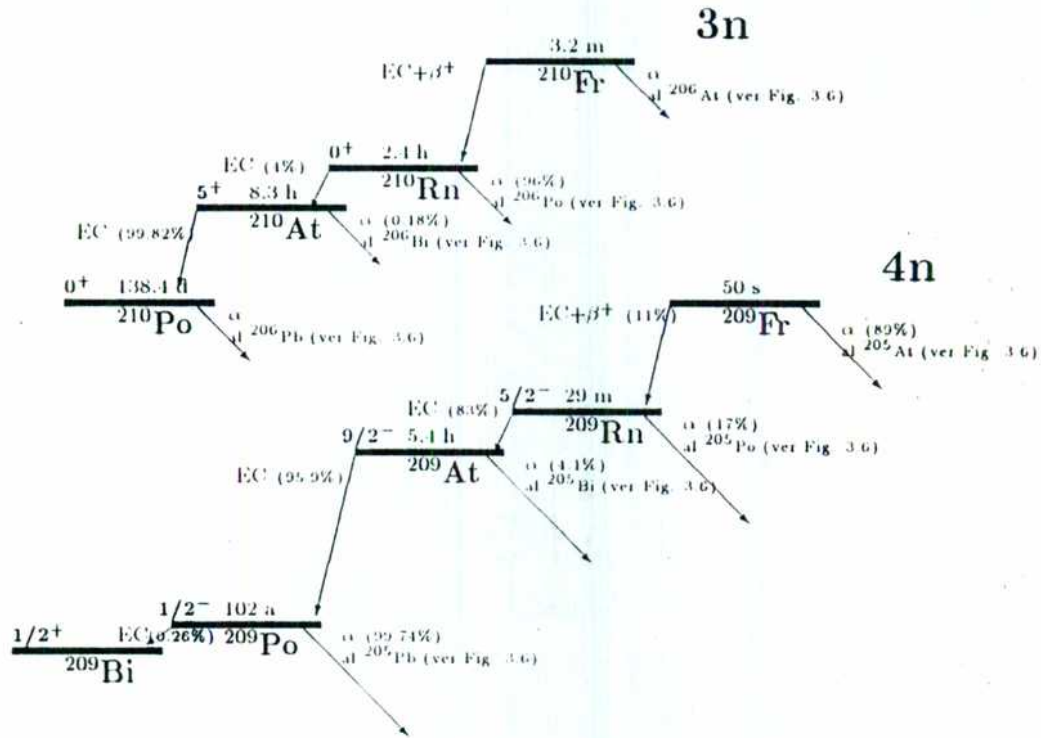 3n
3.2 m
EC+β⁺
²¹⁰Fr
α
al ²⁰⁶At (ver Fig. 3.6)
0⁺ 2.4 h
EC (4%)
²¹⁰Rn
α (96%)
al ²⁰⁶Po (ver Fig. 3.6)
5⁺ 8.3 h
²¹⁰At
α (0.18%)
al ²⁰⁶Bi (ver Fig. 3.6)
EC (99.82%)
0⁺ 138.4 d
²¹⁰Po
α
al ²⁰⁶Pb (ver Fig. 3.6)
4n
50 s
EC+β⁺ (11%)
²⁰⁹Fr
α (89%)
al ²⁰⁵At (ver Fig. 3.6)
5/2⁻ 29 m
EC (83%)
²⁰⁹Rn
α (17%)
al ²⁰⁵Po (ver Fig. 3.6)
9/2⁻ 5.4 h
²⁰⁹At
α (4.1%)
al ²⁰⁵Bi (ver Fig. 3.6)
EC (95.9%)
1/2⁻ 102 a
EC(0.26%)
²⁰⁹Po
α (99.74%)
al ²⁰⁵Pb (ver Fig. 3.6)
1/2⁺
²⁰⁹Bi